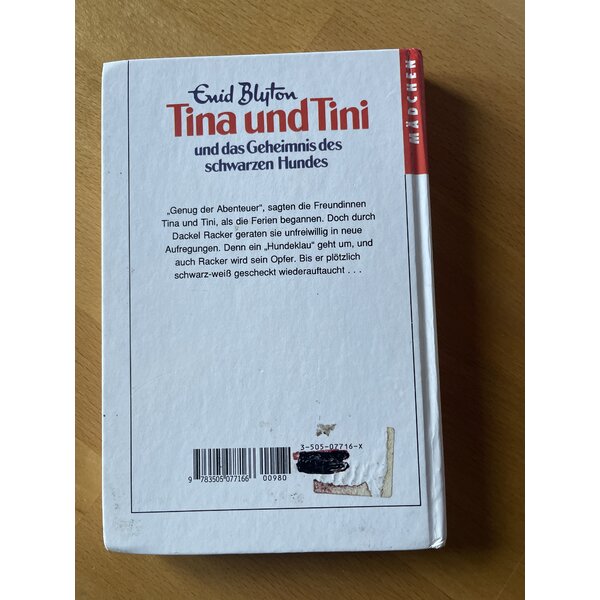 Enid Blyton
Tina und Tini
und das Geheimnis des
schwarzen Hundes
„Genug der Abenteuer“, sagten die Freundinnen
Tina und Tini, als die Ferien begannen. Doch durch
Dackel Racker geraten sie unfreiwillig in neue
Aufregungen. Denn ein „Hundeklau“ geht um, und
auch Racker wird sein Opfer. Bis er plötzlich
schwarz-weiß gescheckt wiederauftaucht . . .
MÄDCHEN
3-505-07716-X
9 783505 077166
00980